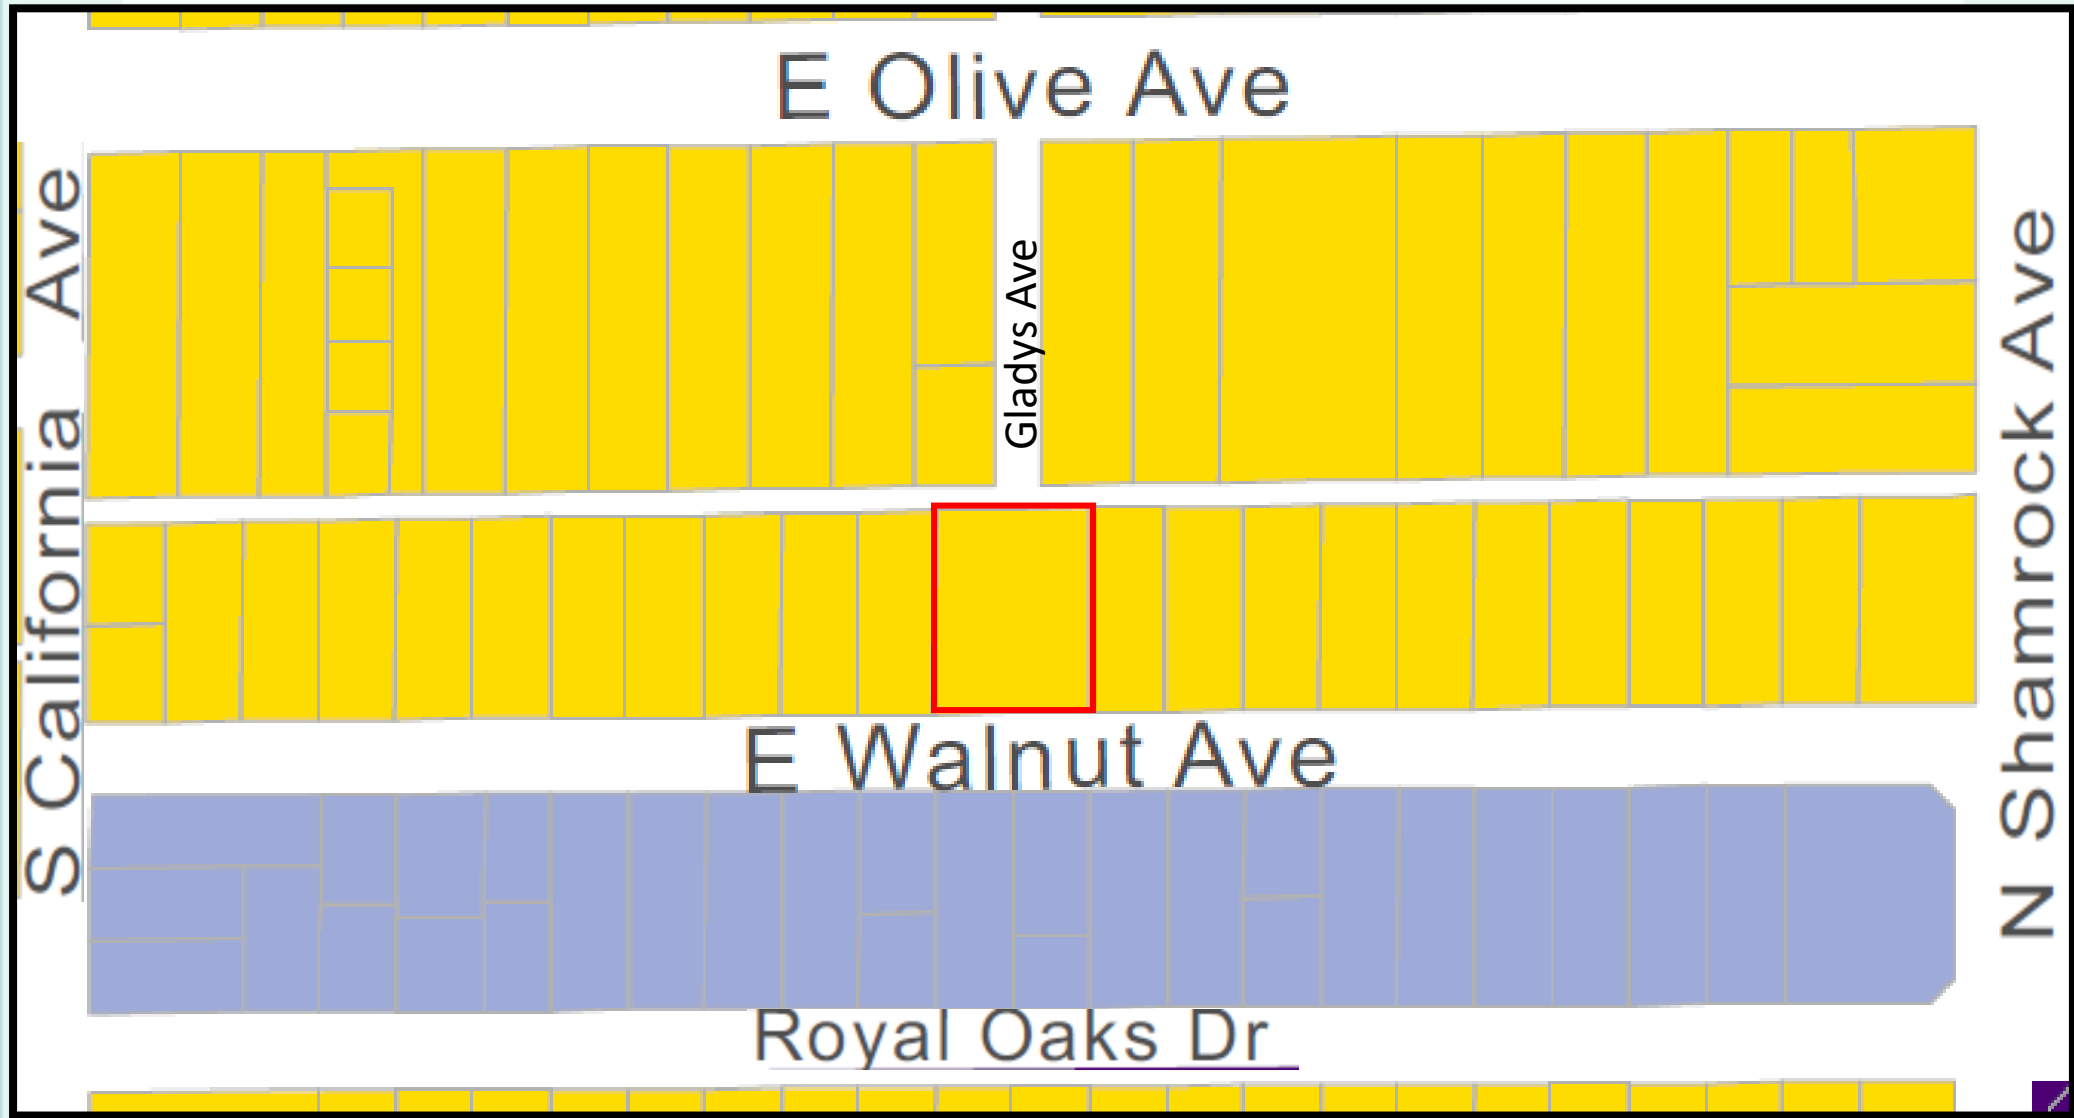 E Olive Ave
S California Ave
Gladys Ave
N Shamrock Ave
E Walnut Ave
Royal Oaks Dr